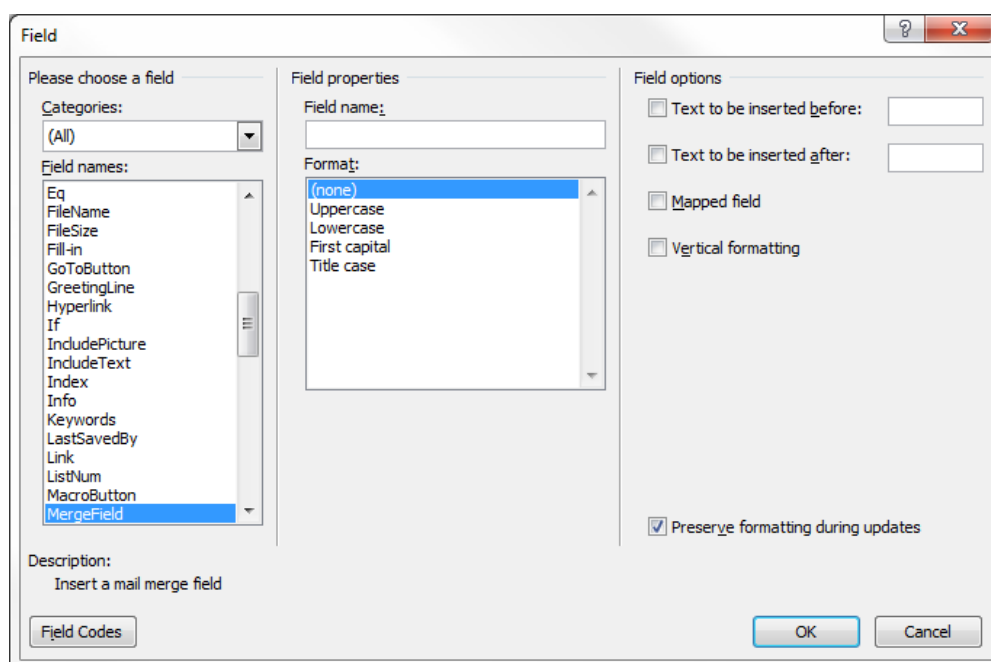 Field
?
X
Please choose a field
Categories:
(All)
Field names:
Eq
FileName
FileSize
Fill-in
GoToButton
GreetingLine
Hyperlink
If
IncludePicture
IncludeText
Index
Info
Keywords
LastSavedBy
Link
ListNum
MacroButton
MergeField
Field properties
Field name:
Format:
(none)
Uppercase
Lowercase
First capital
Title case
Field options
Text to be inserted before:
Text to be inserted after:
Mapped field
Vertical formatting
Preserve formatting during updates
Description:
Insert a mail merge field
Field Codes
OK
Cancel